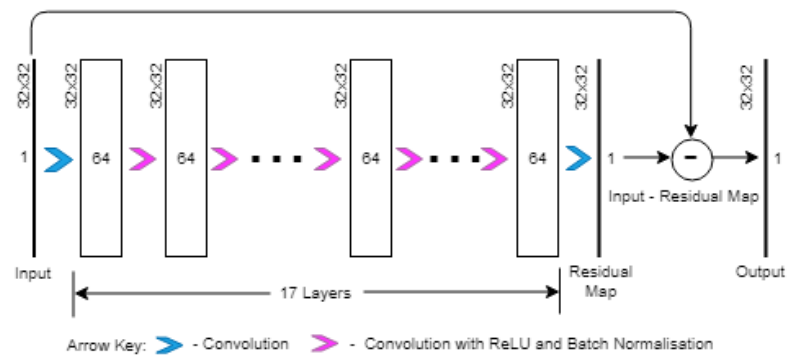 32x32
32x32
32x32
32x32
32x32
32x32
32x32
1
64
64
64
64
1
-
1
Input - Residual Map
Input
Residual
Map
Output
17 Layers
Arrow Key:
- Convolution
- Convolution with ReLU and Batch Normalisation